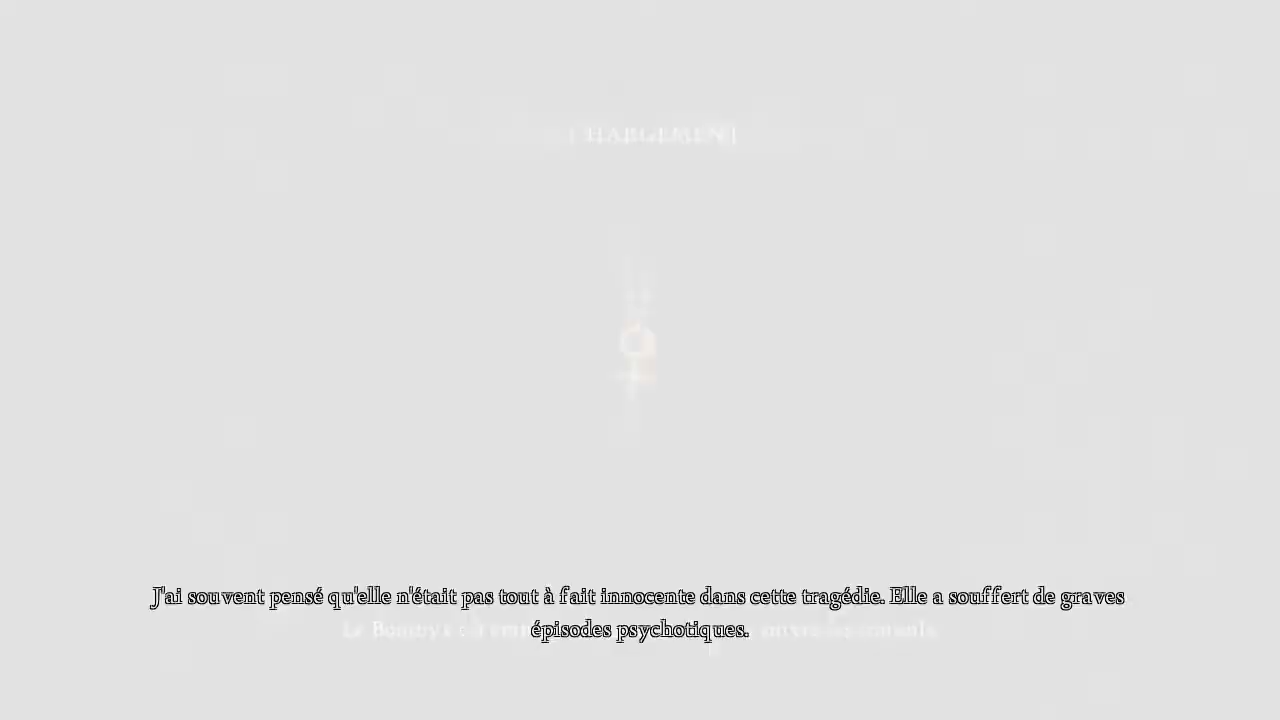 CHARGEMENT
J'ai souvent pensé qu'elle n'était pas tout à fait innocente dans cette tragédie. Elle a souffert de graves
épisodes psychotiques.